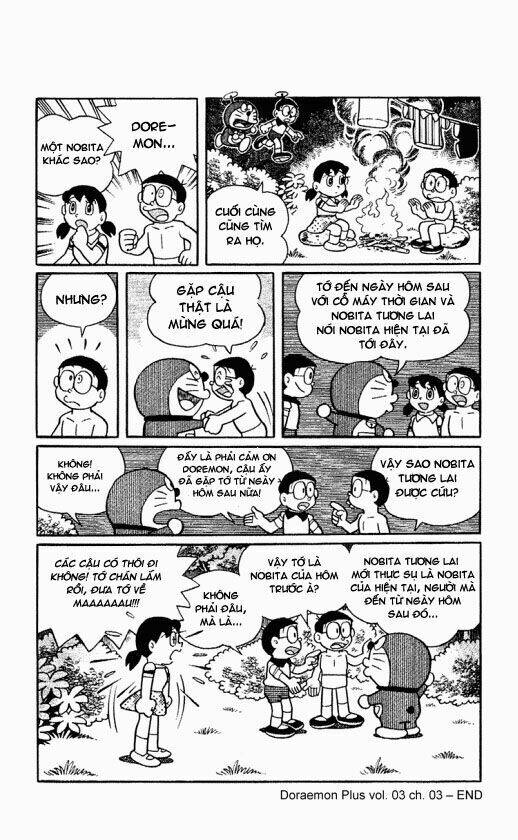 DORE-
MON...
MỘT NOBITA
KHÁC SAO?
CUỐI CÙNG
CŨNG TÌM
RA HỌ.
NHƯNG?
GẶP CẬU
THẬT LÀ
MỪNG QUÁ!
TỚ ĐẾN NGÀY HÔM SAU
VỚI CỖ MÁY THỜI GIAN VÀ
NOBITA TƯƠNG LAI
NÓI NOBITA HIỆN TẠI ĐÃ
TỚI ĐÂY.
KHÔNG!
KHÔNG PHẢI
VẬY ĐÂU...
ĐẤY LÀ PHẢI CẢM ƠN
DOREMON, CẬU ẤY
ĐÃ GẶP TỚ TỪ NGÀY
HÔM SAU NỮA!
VẬY SAO NOBITA
TƯƠNG LAI
ĐƯỢC CỨU?
CÁC CẬU CÓ THÔI ĐI
KHÔNG! TỚ CHÁN LẮM
RỒI, ĐƯA TỚ VỀ
MAAAAAAU!!!
KHÔNG
PHẢI ĐÂU,
MÀ LÀ...
VẬY TỚ LÀ
NOBITA CỦA HÔM
TRƯỚC À?
NOBITA TƯƠNG LAI
MỚI THỰC SỰ LÀ NOBITA
CỦA HIỆN TẠI, NGƯỜI MÀ
ĐẾN TỪ NGÀY HÔM
SAU ĐÓ...
Doraemon Plus vol. 03 ch. 03 – END